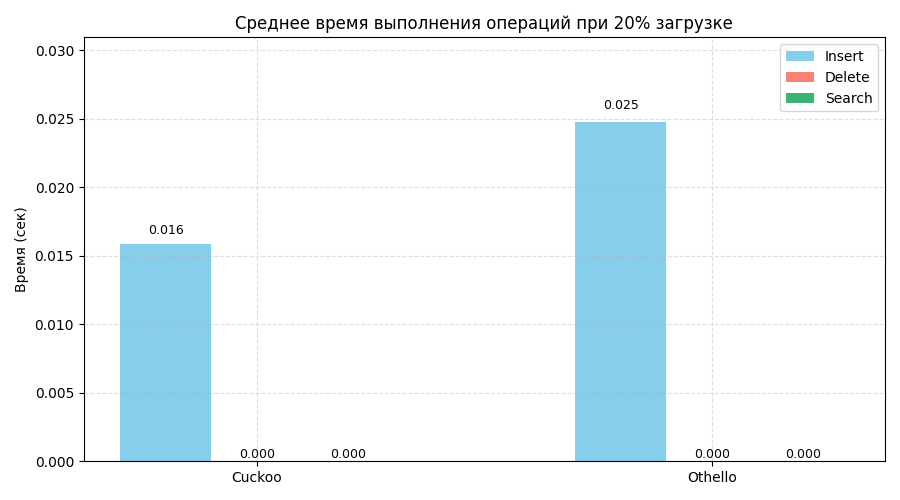 Среднее время выполнения операций при 20% загрузке
Время (сек)
0.030
0.025
0.020
0.015
0.010
0.005
0.000
Insert
Delete
Search
0.016
0.000
0.000
0.025
0.000
0.000
Cuckoo
Othello